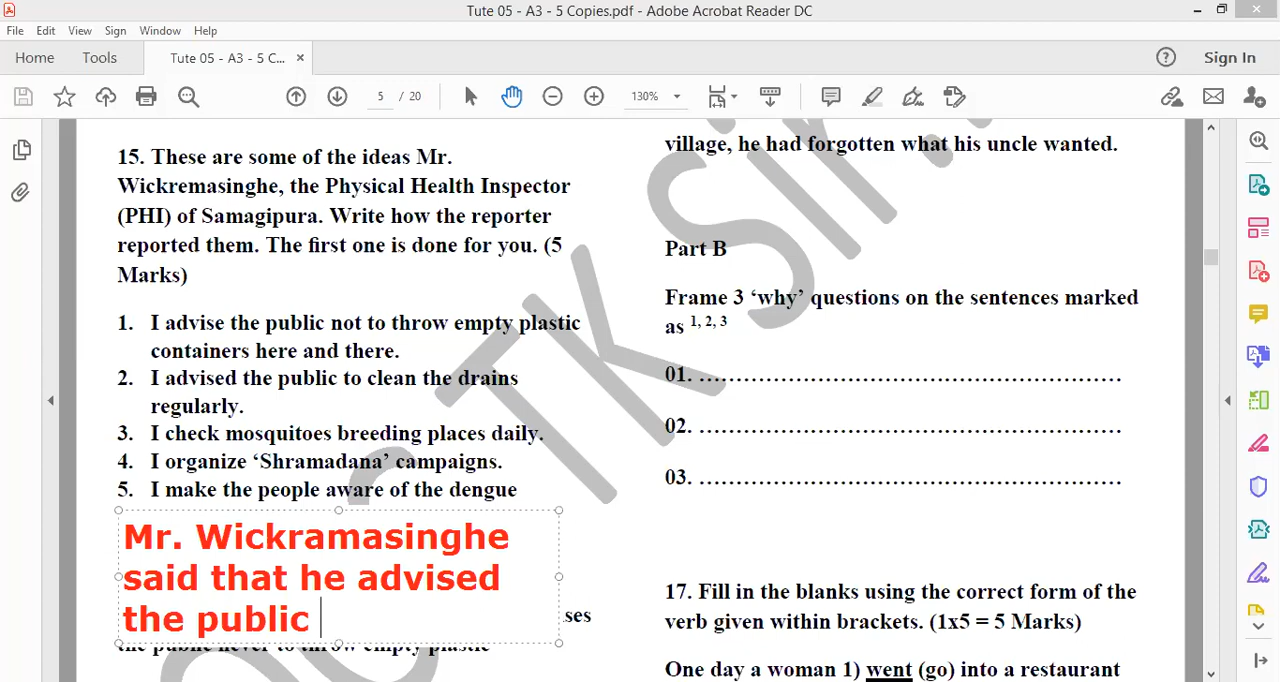 Tute 05 - A3 - 5 Copies.pdf - Adobe Acrobat Reader DC
File Edit View Sign Window Help
Home Tools Tute 05 - A3 - 5 C... × Sign In
5 / 20 130%
15. These are some of the ideas Mr.
Wickremasinghe, the Physical Health Inspector
(PHI) of Samagipura. Write how the reporter
reported them. The first one is done for you. (5
Marks)
1. I advise the public not to throw empty plastic
containers here and there.
2. I advised the public to clean the drains
regularly.
3. I check mosquitoes breeding places daily.
4. I organize ‘Shramadana’ campaigns.
5. I make the people aware of the dengue
Mr. Wickramasinghe
said that he advised
the public
ses
the public never to throw empty plastic
village, he had forgotten what his uncle wanted.
Part B
Frame 3 ‘why’ questions on the sentences marked
as 1, 2, 3
01. ……………………………………………
02. ……………………………………………
03. ……………………………………………
17. Fill in the blanks using the correct form of the
verb given within brackets. (1x5 = 5 Marks)
One day a woman 1) went (go) into a restaurant